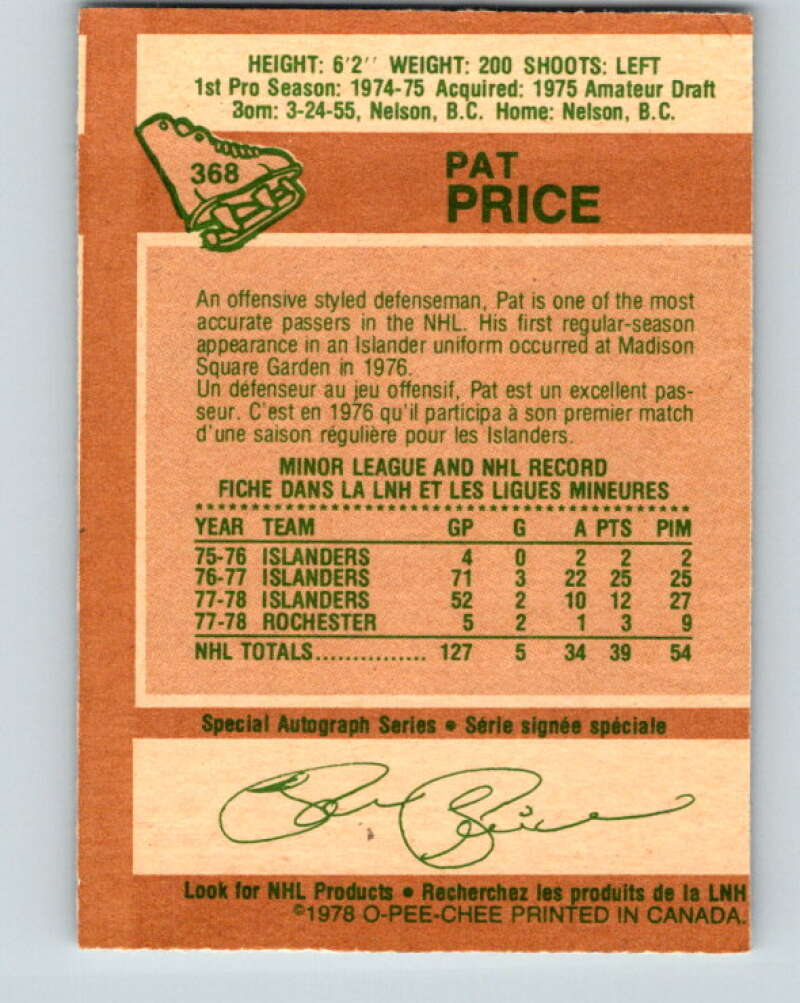 HEIGHT: 6'2'' WEIGHT: 200 SHOOTS: LEFT
1st Pro Season: 1974-75 Acquired: 1975 Amateur Draft
3om: 3-24-55, Nelson, B.C. Home: Nelson, B.C.
368
PAT
PRICE
An offensive styled defenseman, Pat is one of the most
accurate passers in the NHL. His first regular-season
appearance in an Islander uniform occurred at Madison
Square Garden in 1976.
Un défenseur au jeu offensif, Pat est un excellent pas-
seur. C'est en 1976 qu'il participa à son premier match
d'une saison régulière pour les Islanders.
MINOR LEAGUE AND NHL RECORD
FICHE DANS LA LNH ET LES LIGUES MINEURES
YEAR TEAM GP G A PTS PIM
75-76 ISLANDERS 4 0 2 2 2
76-77 ISLANDERS 71 3 22 25 25
77-78 ISLANDERS 52 2 10 12 27
77-78 ROCHESTER 5 2 1 3 9
NHL TOTALS............... 127 5 34 39 54
Special Autograph Series • Série signée spéciale
Pat Price
Look for NHL Products • Recherchez les produits de la LNH
©1978 O-PEE-CHEE PRINTED IN CANADA.